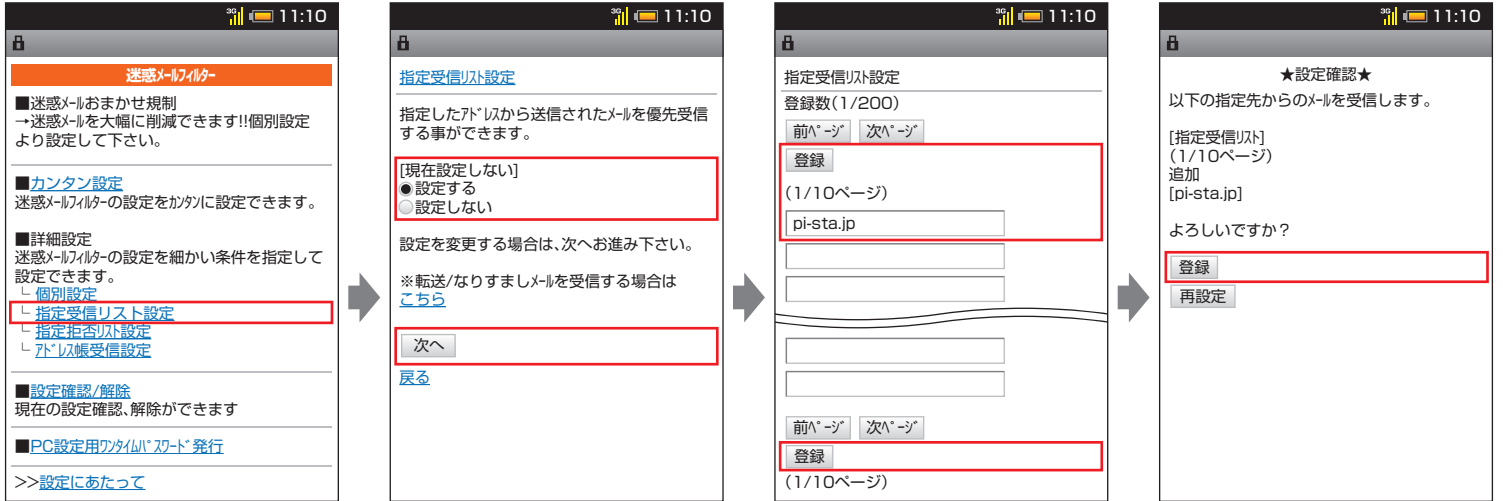 3G 11:10
迷惑ﾒｰﾙﾌｨﾙﾀｰ
■迷惑ﾒｰﾙおまかせ規制
→迷惑ﾒｰﾙを大幅に削減できます!!個別設定
より設定して下さい。
■カンタン設定
迷惑ﾒｰﾙﾌｨﾙﾀｰの設定をｶﾝﾀﾝに設定できます。
■詳細設定
迷惑ﾒｰﾙﾌｨﾙﾀｰの設定を細かい条件を指定して
設定できます。
└ 個別設定
└ 指定受信リスト設定
└ 指定拒否ﾘｽﾄ設定
└ ｱﾄﾞﾚｽ帳受信設定
■設定確認/解除
現在の設定確認、解除ができます
■PC設定用ﾜﾝﾀｲﾑﾊﾟｽﾜｰﾄﾞ発行
>>設定にあたって
3G 11:10
指定受信ﾘｽﾄ設定
指定したｱﾄﾞﾚｽから送信されたﾒｰﾙを優先受信
する事ができます。
[現在設定しない]
設定する
設定しない
設定を変更する場合は、次へお進み下さい。
※転送/なりすましﾒｰﾙを受信する場合は
こちら
次へ
戻る
3G 11:10
指定受信ﾘｽﾄ設定
登録数(1/200)
前ﾍﾟｰｼﾞ 次ﾍﾟｰｼﾞ
登録
(1/10ページ)
pi-sta.jp
前ﾍﾟｰｼﾞ 次ﾍﾟｰｼﾞ
登録
(1/10ページ)
3G 11:10
★設定確認★
以下の指定先からのﾒｰﾙを受信します。
[指定受信ﾘｽﾄ]
(1/10ページ)
追加
[pi-sta.jp]
よろしいですか？
登録
再設定